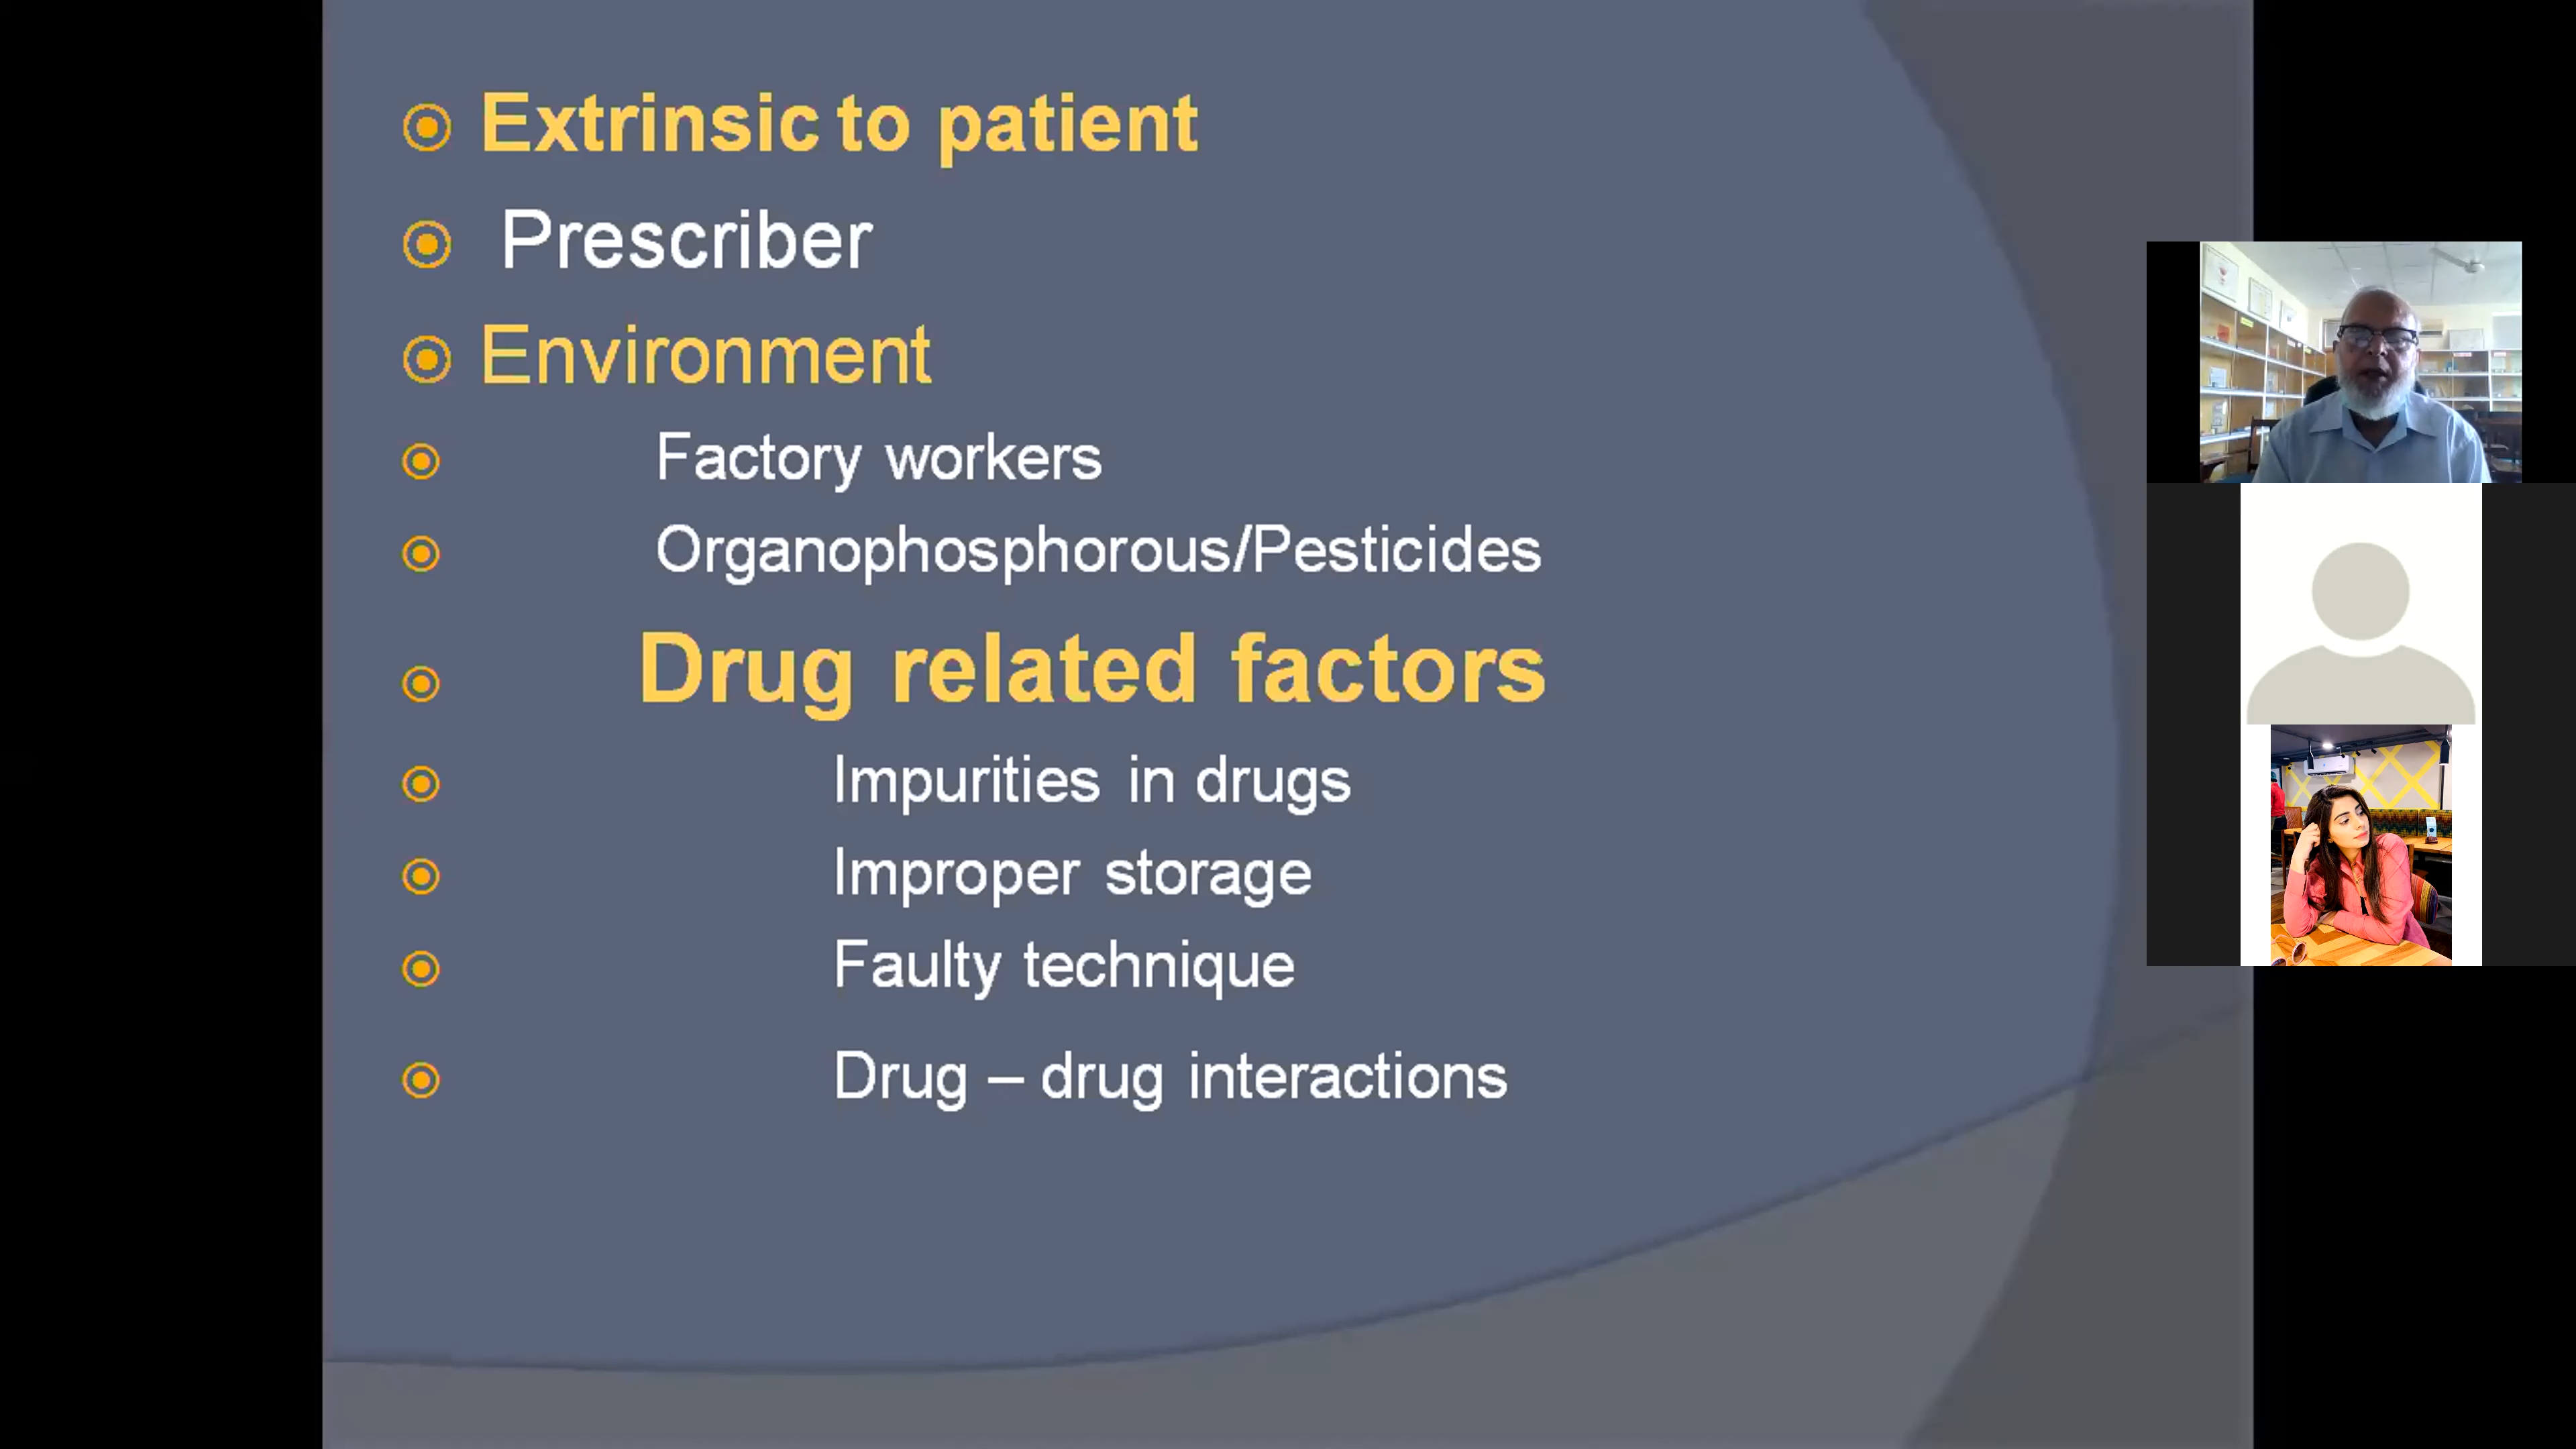 Extrinsic to patient
Prescriber
Environment
Factory workers
Organophosphorous/Pesticides
Drug related factors
Impurities in drugs
Improper storage
Faulty technique
Drug – drug interactions